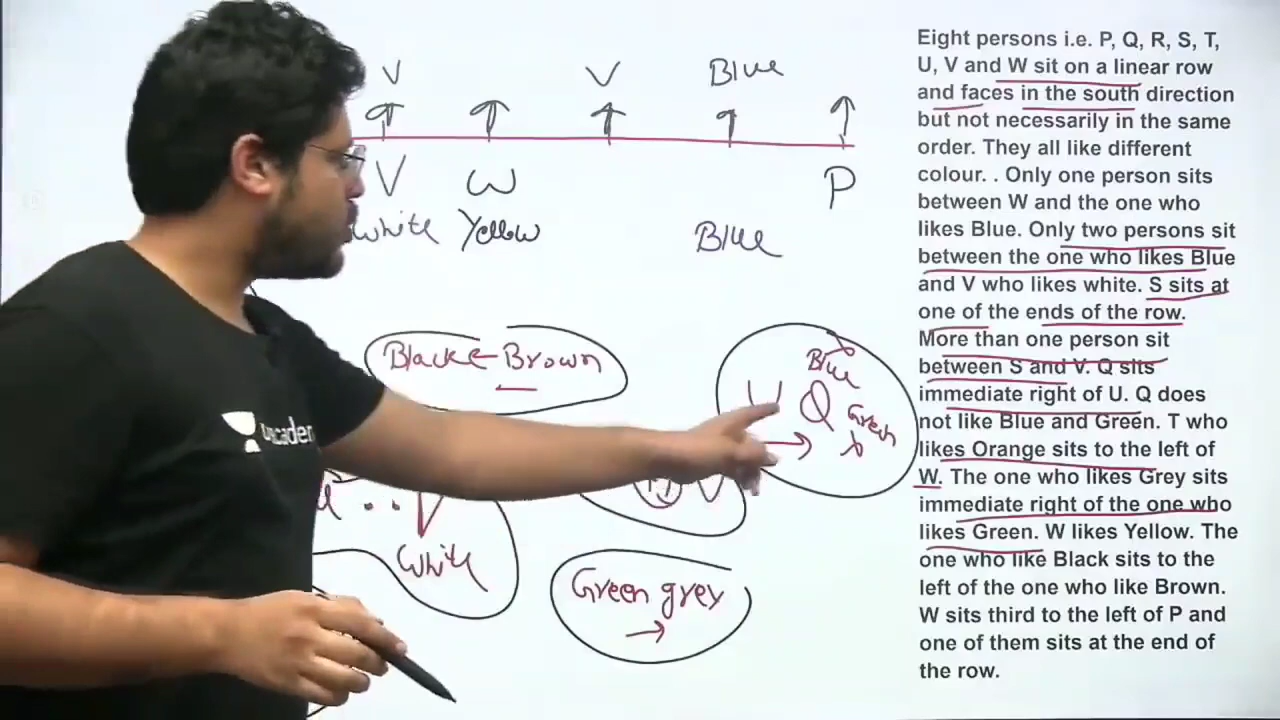 V V Blue
V W P
White Yellow Blue
Black Brown
Blue
Q Green
V
V
White
Green grey
Eight persons i.e. P, Q, R, S, T,
U, V and W sit on a linear row
and faces in the south direction
but not necessarily in the same
order. They all like different
colour. . Only one person sits
between W and the one who
likes Blue. Only two persons sit
between the one who likes Blue
and V who likes white. S sits at
one of the ends of the row.
More than one person sit
between S and V. Q sits
immediate right of U. Q does
not like Blue and Green. T who
likes Orange sits to the left of
W. The one who likes Grey sits
immediate right of the one who
likes Green. W likes Yellow. The
one who like Black sits to the
left of the one who like Brown.
W sits third to the left of P and
one of them sits at the end of
the row.